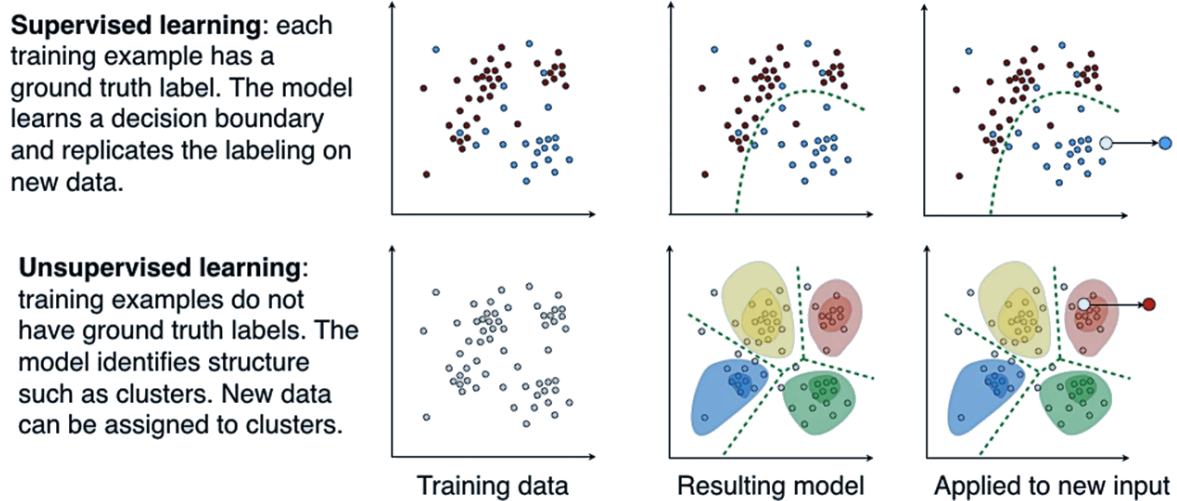 Supervised learning: each
training example has a
ground truth label. The model
learns a decision boundary
and replicates the labeling on
new data.
Unsupervised learning:
training examples do not
have ground truth labels. The
model identifies structure
such as clusters. New data
can be assigned to clusters.
Training data
Resulting model
Applied to new input